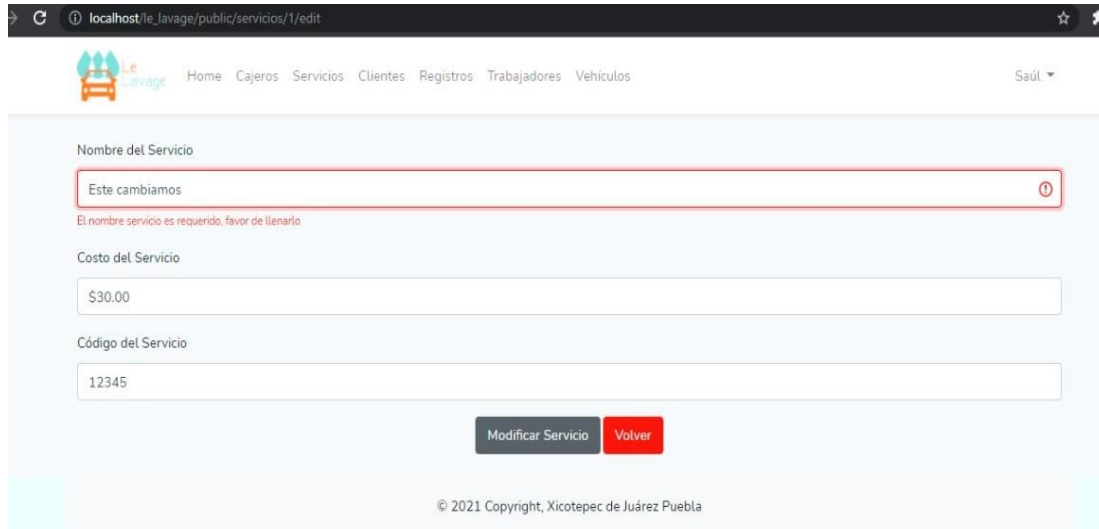 localhost/le_lavage/public/servicios/1/edit
Le
Lavage
Home Cajeros Servicios Clientes Registros Trabajadores Vehículos
Saúl
Nombre del Servicio
Este cambiamos
El nombre servicio es requerido, favor de llenarlo
Costo del Servicio
$30.00
Código del Servicio
12345
Modificar Servicio Volver
© 2021 Copyright, Xicotepec de Juárez Puebla